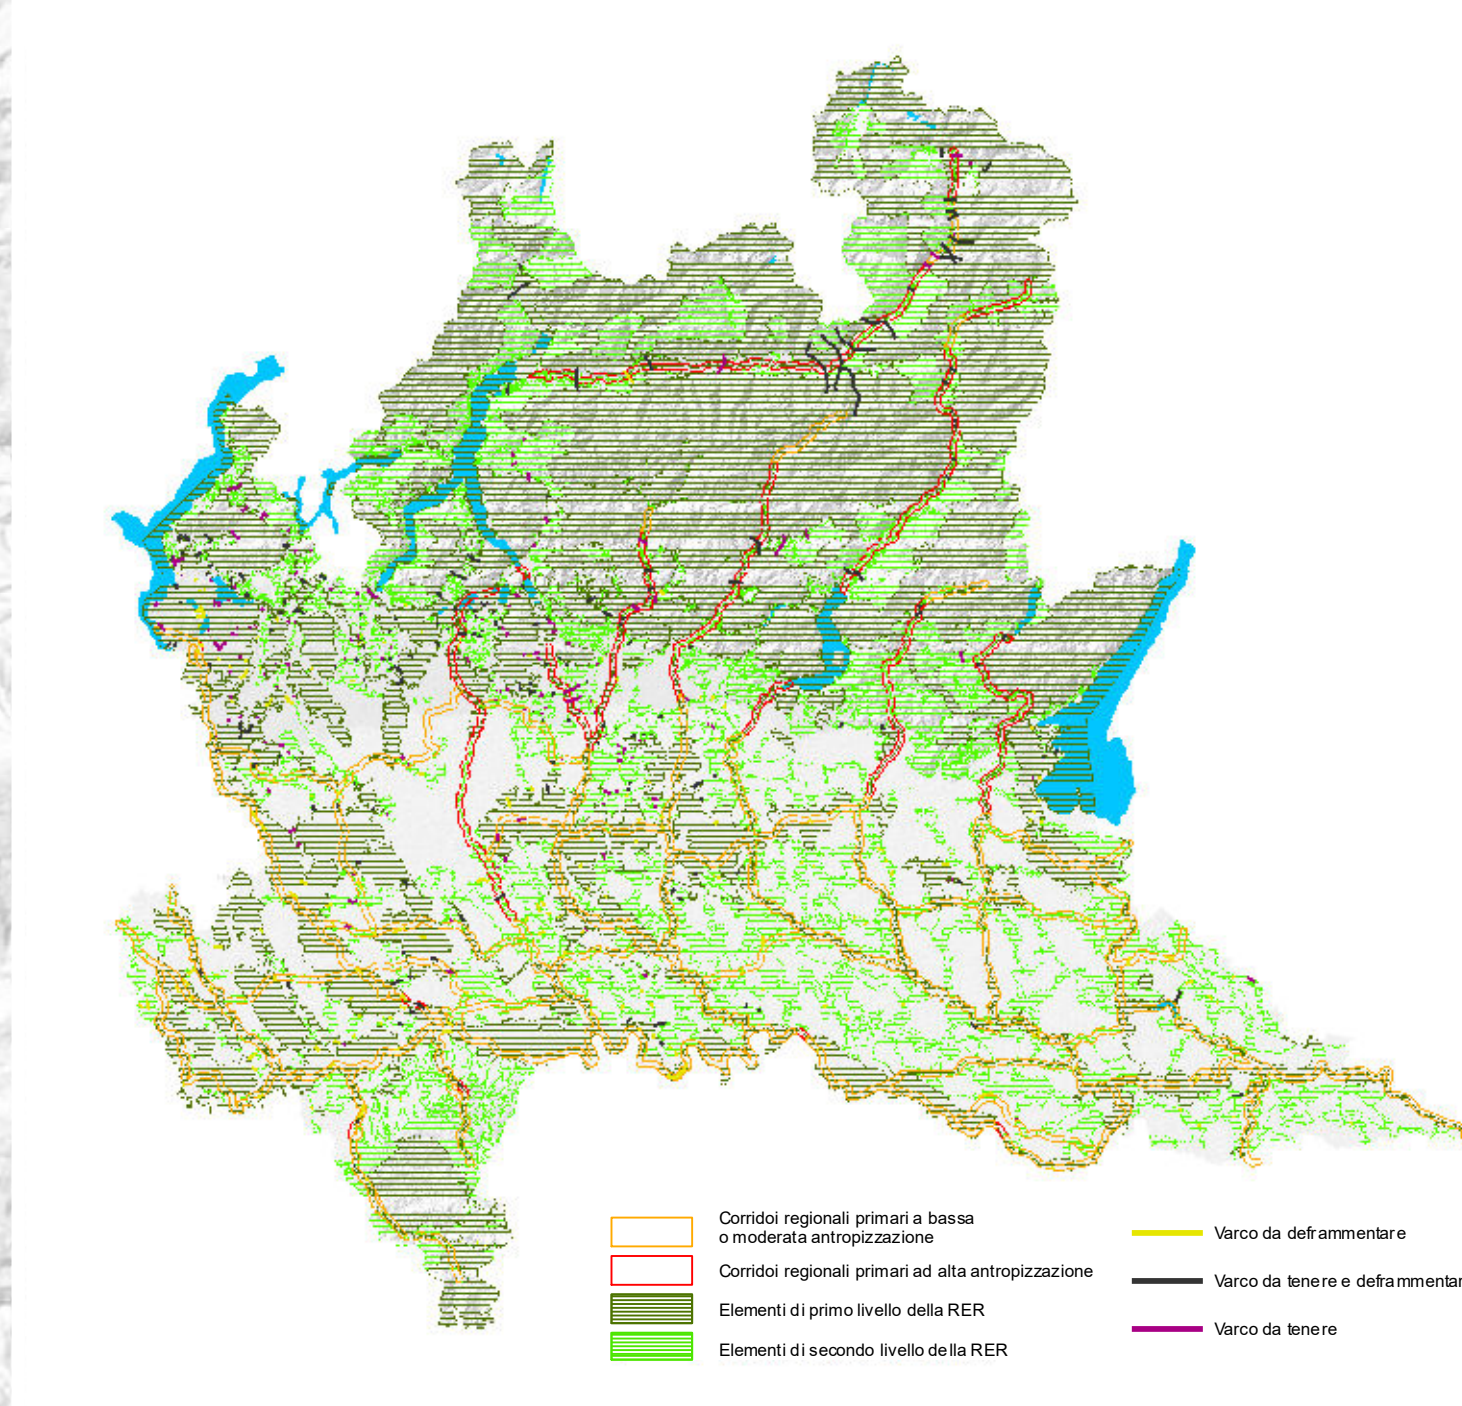 Corridoi regionali primari a bassa
o moderata antropizzazione
Corridoi regionali primari ad alta antropizzazione
Elementi di primo livello della RER
Elementi di secondo livello della RER
Varco da deframmentare
Varco da tenere e deframmentar
Varco da tenere